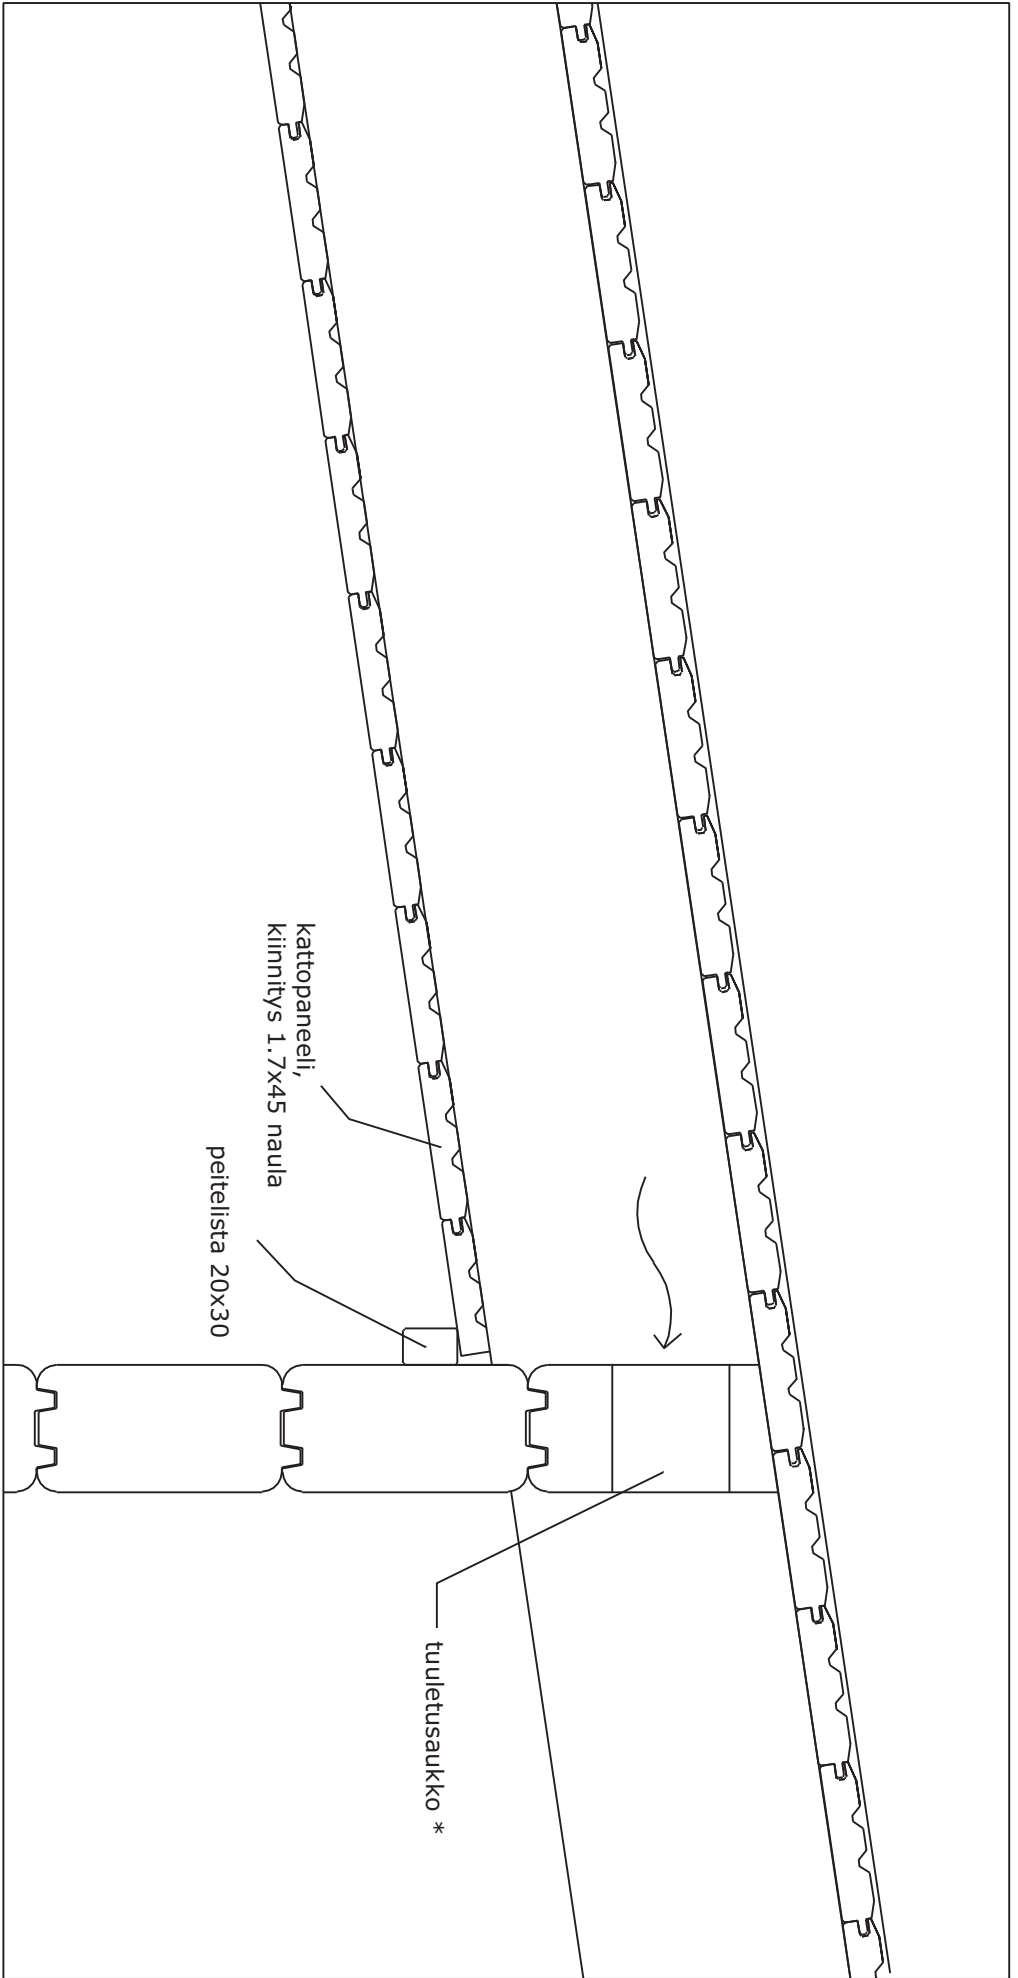 kattopaneeli,
kiinnitys 1.7x45 naula
peitelista 20x30
tuuletusaukko *